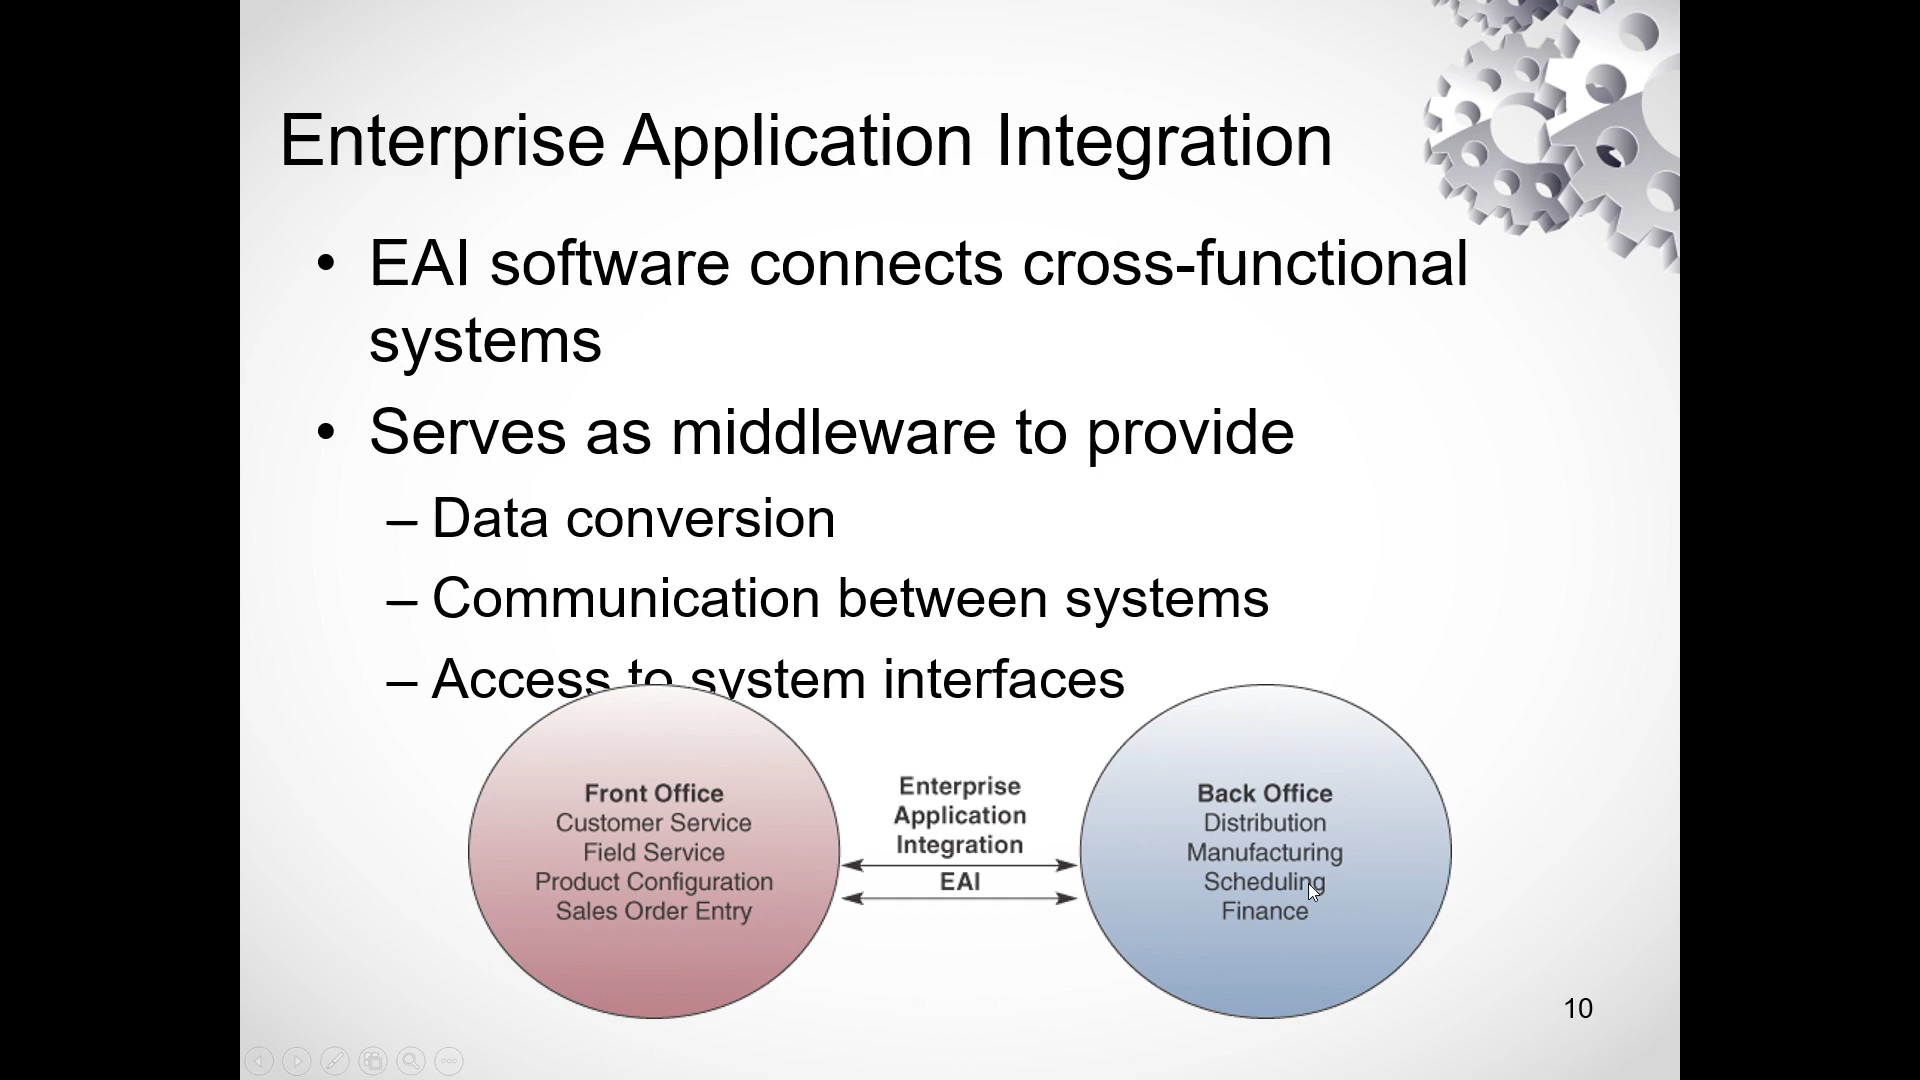 Enterprise Application Integration
• EAI software connects cross-functional
systems
• Serves as middleware to provide
– Data conversion
– Communication between systems
– Access to system interfaces
Front Office
Customer Service
Field Service
Product Configuration
Sales Order Entry
Enterprise
Application
Integration
EAI
Back Office
Distribution
Manufacturing
Scheduling
Finance
10